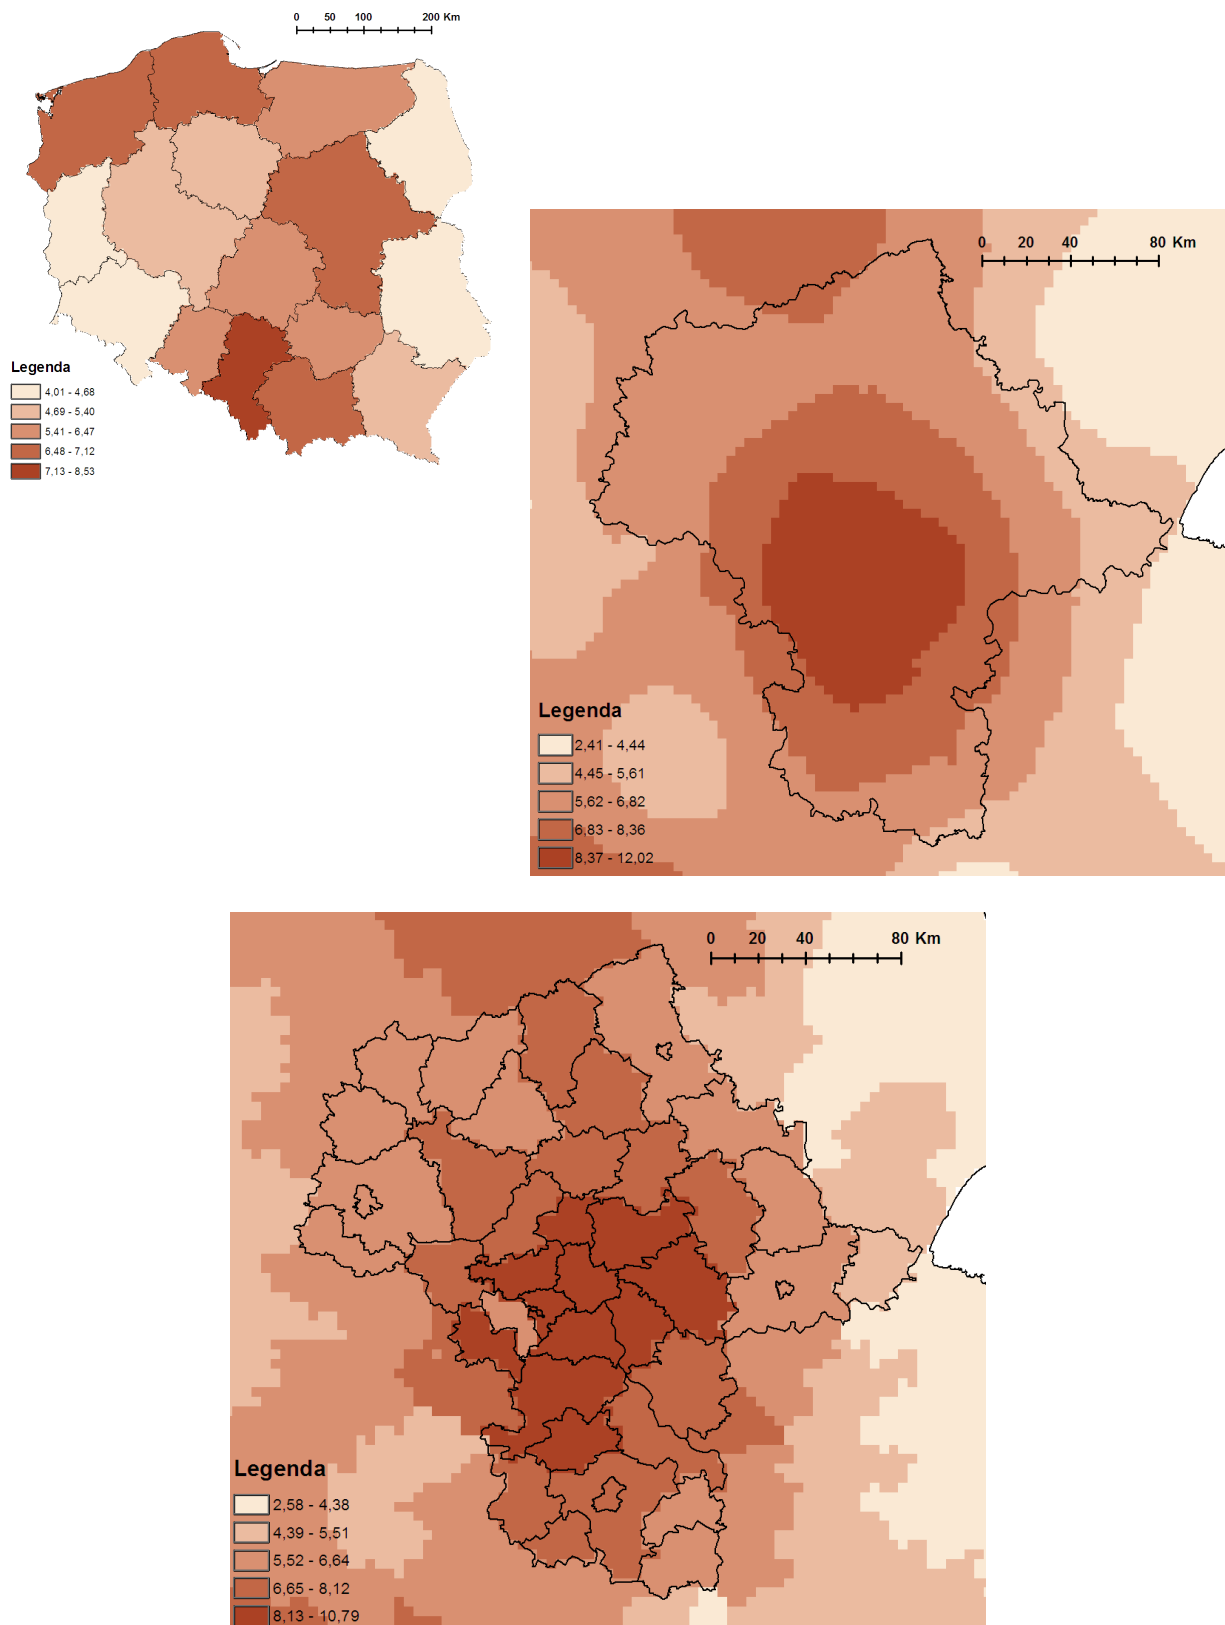 0 50 100 200 Km
Legenda
4,01 - 4,68
4,69 - 5,40
5,41 - 6,47
6,48 - 7,12
7,13 - 8,53
0 20 40 80 Km
Legenda
2,41 - 4,44
4,45 - 5,61
5,62 - 6,82
6,83 - 8,36
8,37 - 12,02
0 20 40 80 Km
Legenda
2,58 - 4,38
4,39 - 5,51
5,52 - 6,64
6,65 - 8,12
8,13 - 10,79